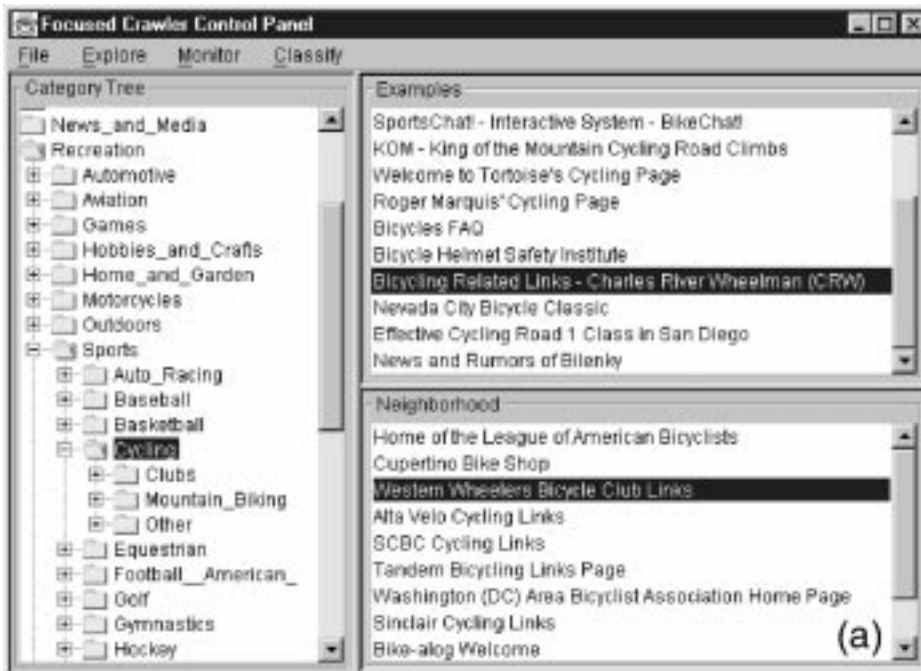 Focused Crawler Control Panel
File Explore Monitor Classify
Category Tree
News_and_Media
Recreation
Automotive
Aviation
Games
Hobbies_and_Crafts
Home_and_Garden
Motorcycles
Outdoors
Sports
Auto_Racing
Baseball
Basketball
Cycling
Clubs
Mountain_Biking
Other
Equestrian
Football__American_
Golf
Gymnastics
Hockey
Examples
SportsChat! - Interactive System - BikeChat!
KOM - King of the Mountain Cycling Road Climbs
Welcome to Tortoise's Cycling Page
Roger Marquis' Cycling Page
Bicycles FAQ
Bicycle Helmet Safety Institute
Bicycling Related Links - Charles River Wheelman (CRW)
Nevada City Bicycle Classic
Effective Cycling Road 1 Class in San Diego
News and Rumors of Bilenky
Neighborhood
Home of the League of American Bicyclists
Cupertino Bike Shop
Western Wheelers Bicycle Club Links
Alta Velo Cycling Links
SCBC Cycling Links
Tandem Bicycling Links Page
Washington (DC) Area Bicyclist Association Home Page
Sinclair Cycling Links
Bike-alog Welcome
(a)